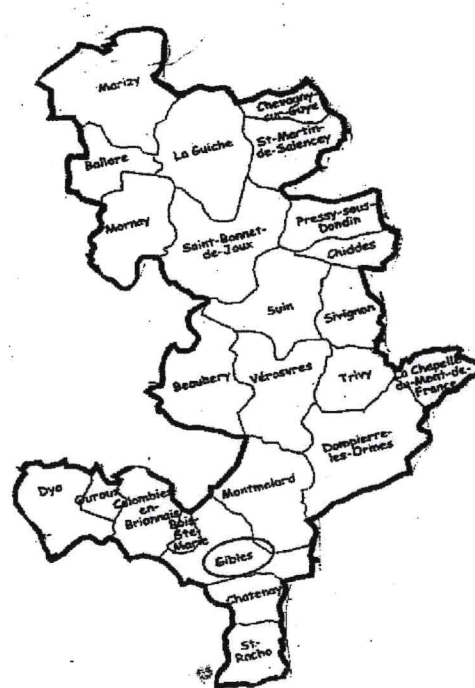 Marizy
Chevagny-
sur-Guye
La Guiche
St-Martin-
de-Salencey
Ballore
Mornay
Pressy-sous-
Dondin
Saint-Bonnet-
de-Joux
Chiddes
Suin
Sivignon
Beaubery
Vérosvres
Trivy
La Chapelle
du-Mont-de-
France
Dompierre-
les-Ormes
Dyo
Ouroux
Colombier
en-
Brionnais
Montmelard
Bois-
Ste-
Marie
Gibles
Chatenay
St-
Racho